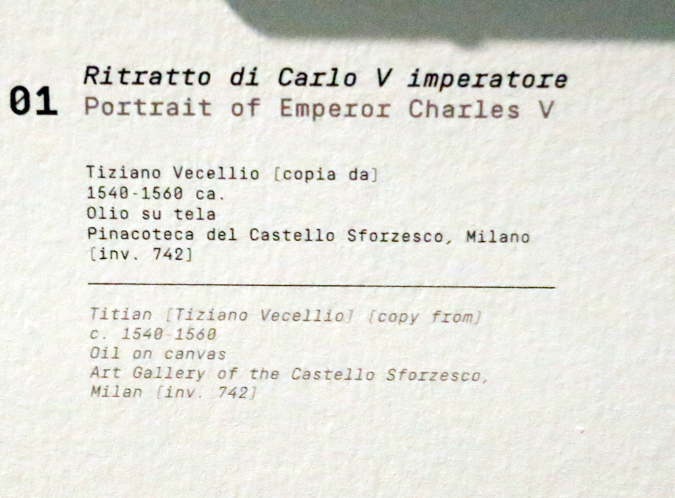 01
Ritratto di Carlo V imperatore
Portrait of Emperor Charles V
Tiziano Vecellio [copia da]
1540-1560 ca.
Olio su tela
Pinacoteca del Castello Sforzesco, Milano
[inv. 742]
Titian [Tiziano Vecellio] [copy from]
c. 1540-1560
Oil on canvas
Art Gallery of the Castello Sforzesco,
Milan [inv. 742]